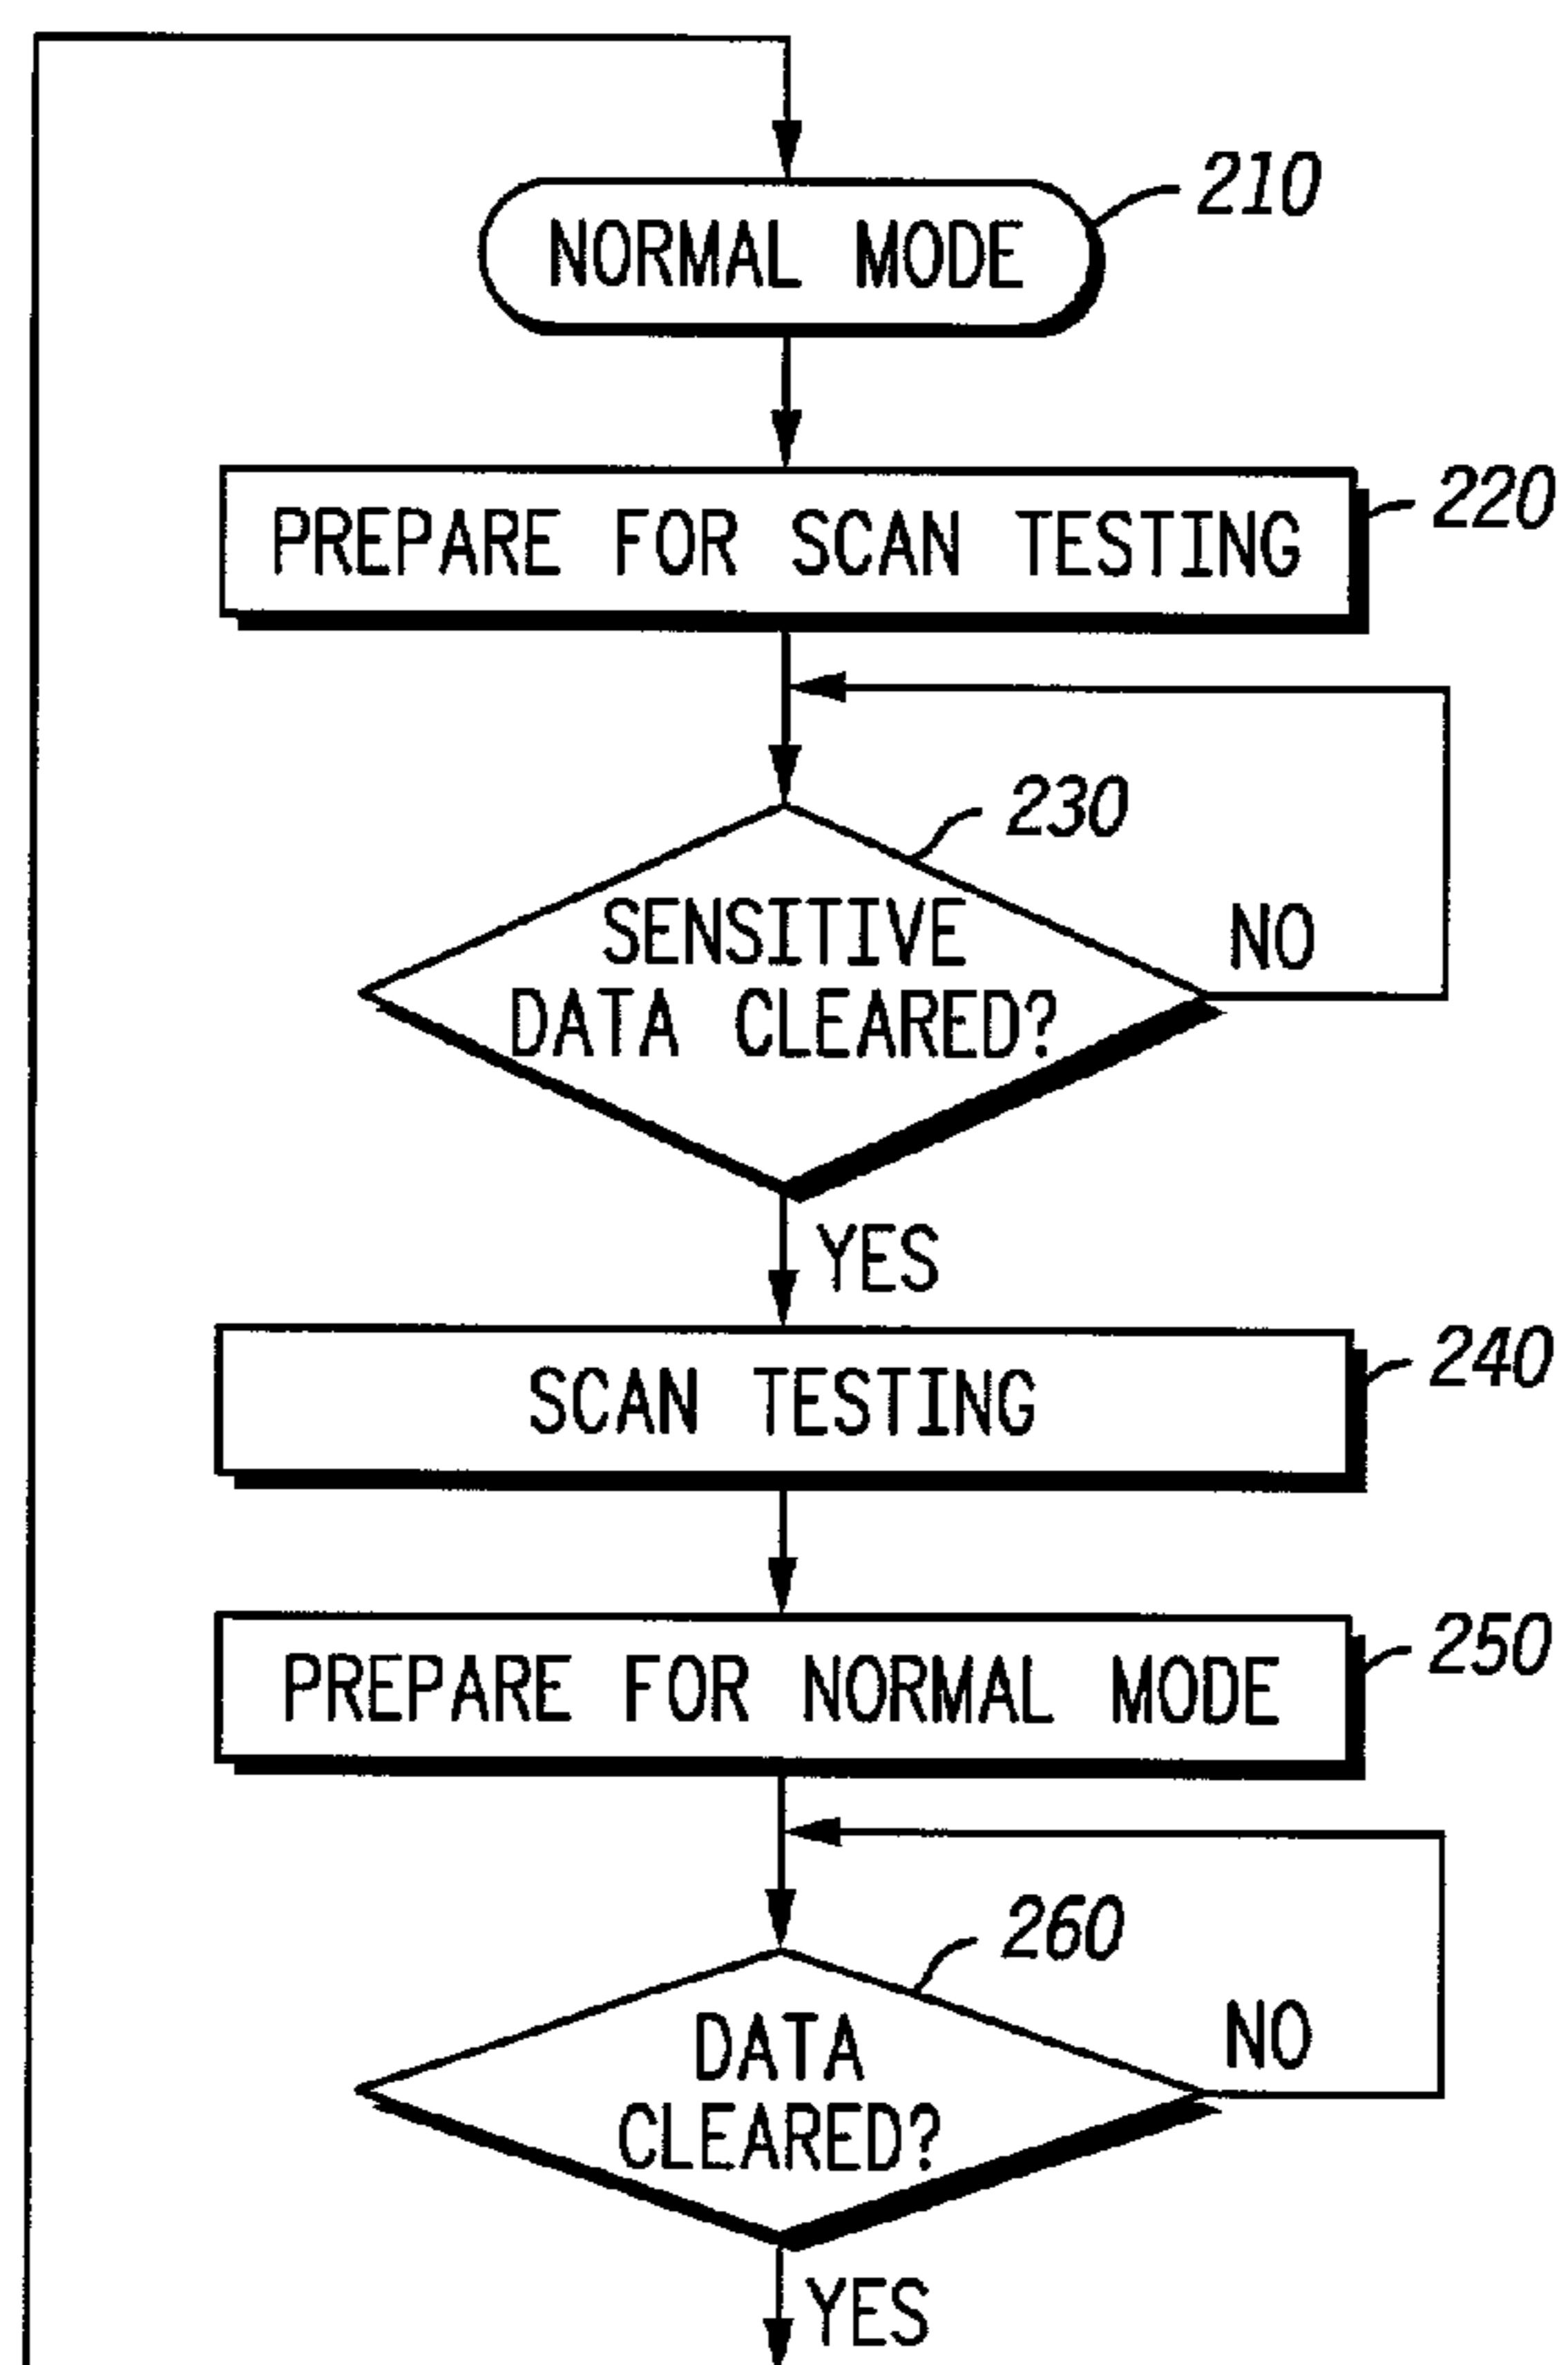 NORMAL MODE
210
PREPARE FOR SCAN TESTING
220
230
SENSITIVE
DATA CLEARED?
NO
YES
SCAN TESTING
240
PREPARE FOR NORMAL MODE
250
260
DATA
CLEARED?
NO
YES